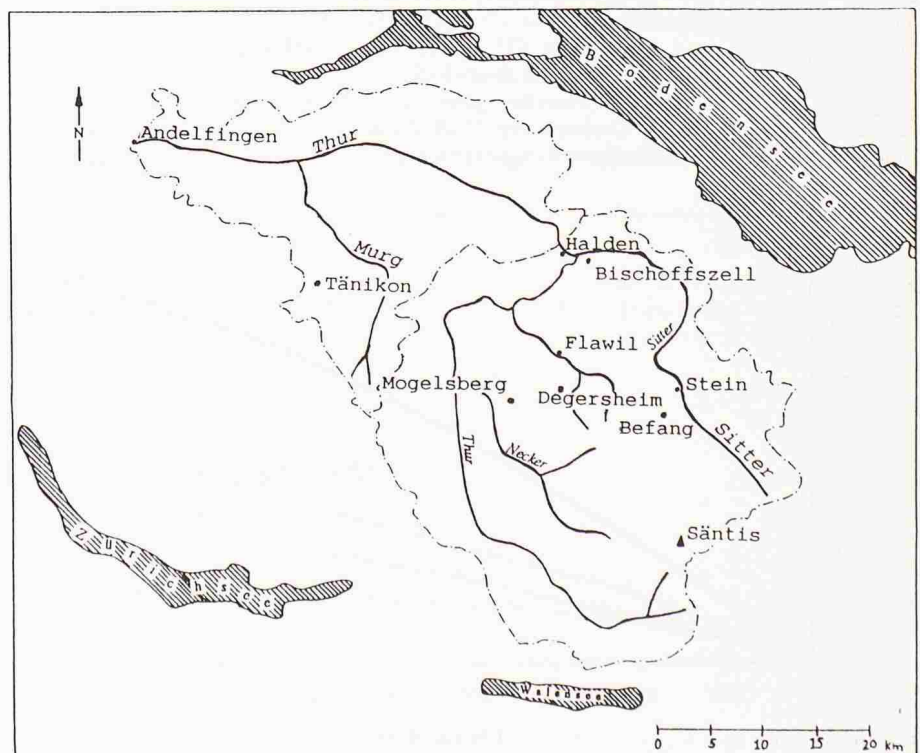 Bodensee
N
Andelfingen
Thur
Halden
Murg
Bischoffszell
Tänikon
Sitter
Flawil
Mogelsberg
Degersheim
Stein
Befang
Thur
Necker
Sitter
Säntis
Zürichsee
Walensee
0 5 10 15 20 km